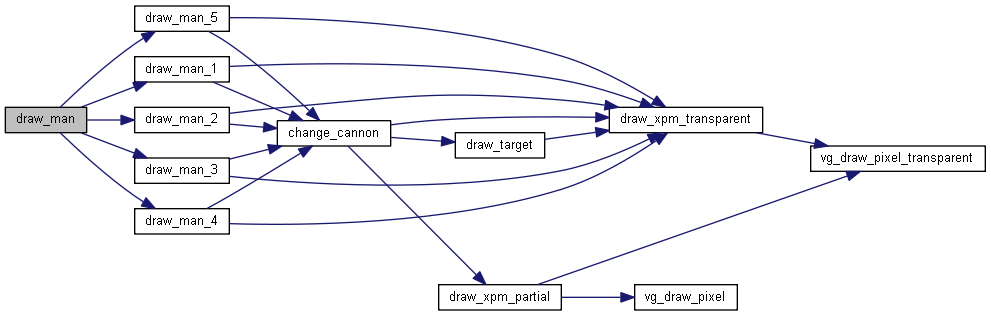 draw_man_5
draw_man_1
draw_man
draw_man_2
draw_xpm_transparent
change_cannon
draw_target
vg_draw_pixel_transparent
draw_man_3
draw_man_4
draw_xpm_partial
vg_draw_pixel